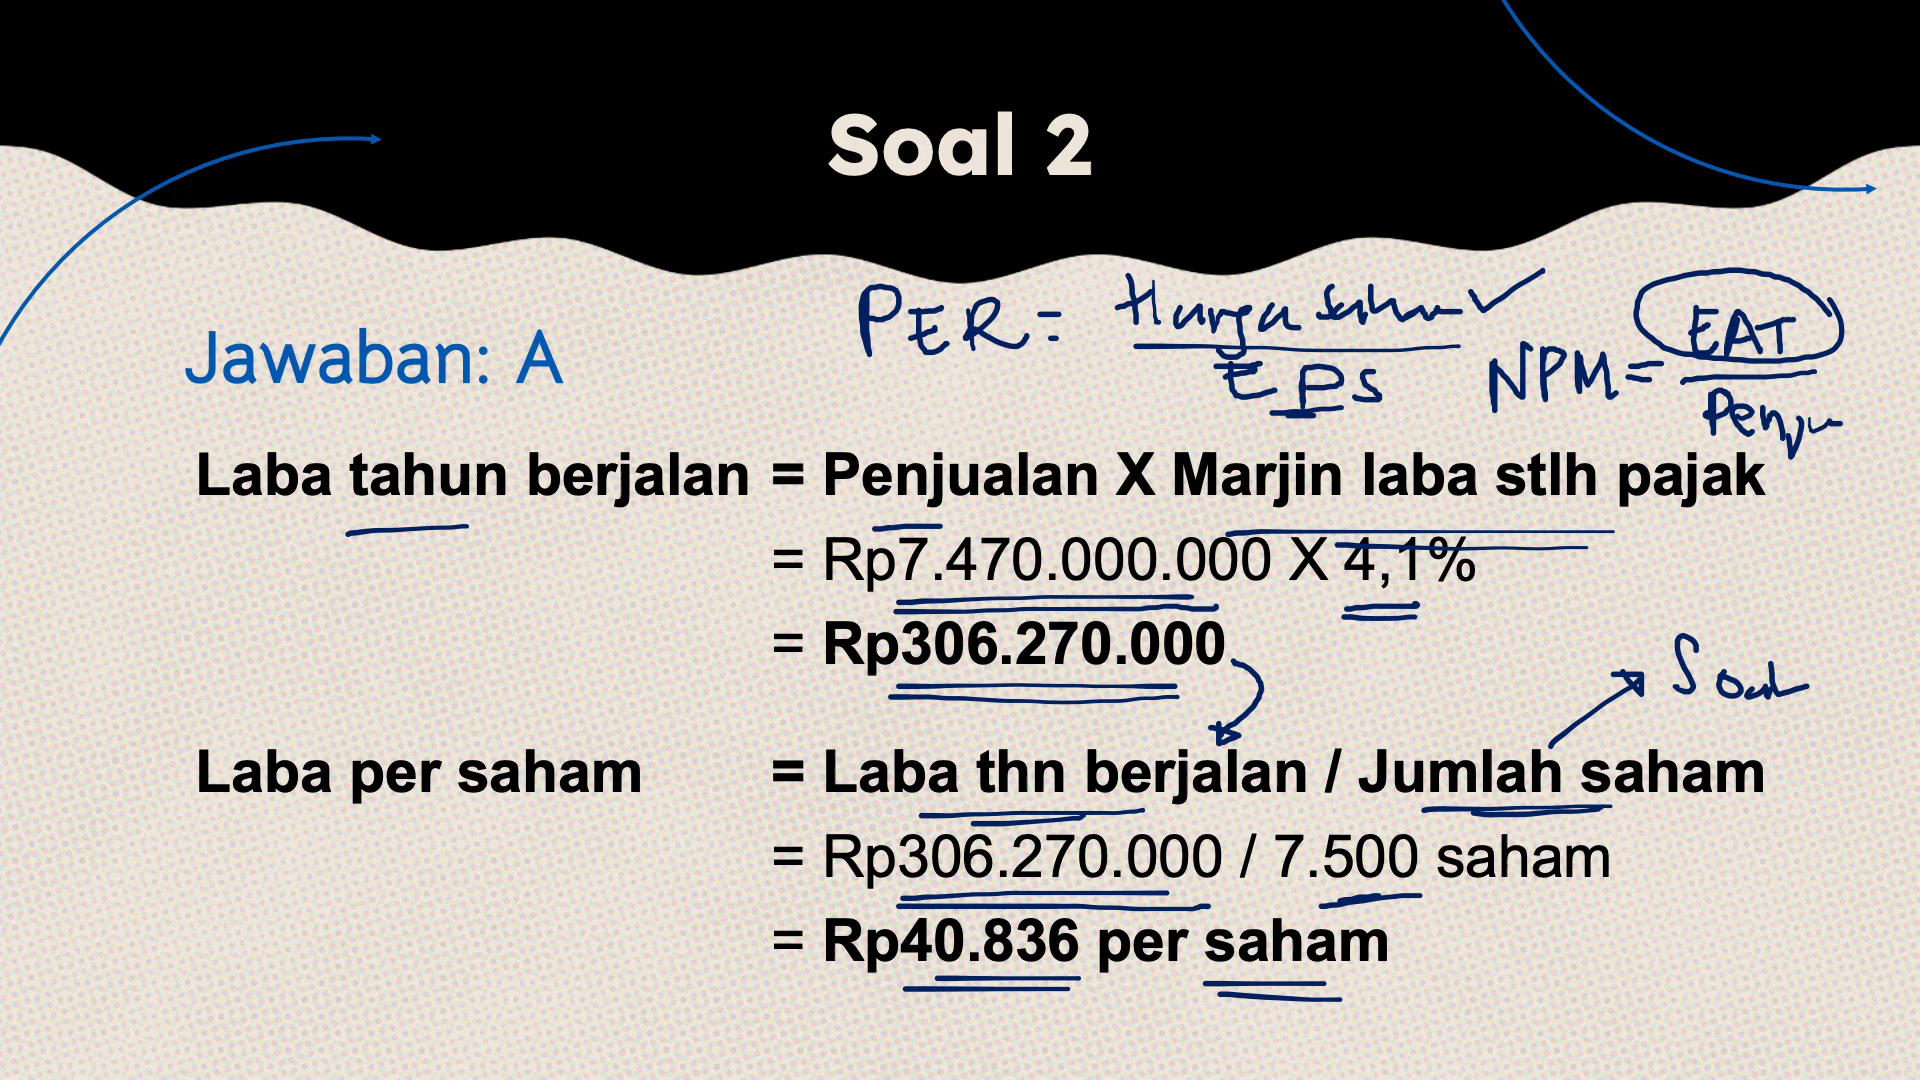 Soal 2
PER = Harga saham
EPS
NPM = EAT
Penju
Jawaban: A
Laba tahun berjalan = Penjualan X Marjin laba stlh pajak
= Rp7.470.000.000 X 4,1%
= Rp306.270.000
Soal
Laba per saham = Laba thn berjalan / Jumlah saham
= Rp306.270.000 / 7.500 saham
= Rp40.836 per saham